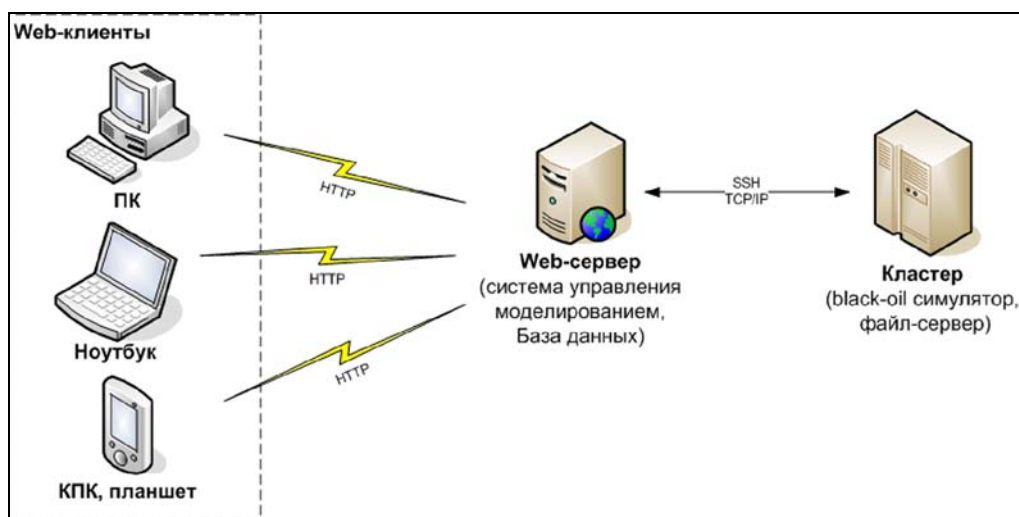 Web-клиенты
ПК
HTTP
Ноутбук
HTTP
КПК, планшет
HTTP
Web-сервер
(система управления
моделированием,
База данных)
SSH
TCP/IP
Кластер
(black-oil симулятор,
файл-сервер)